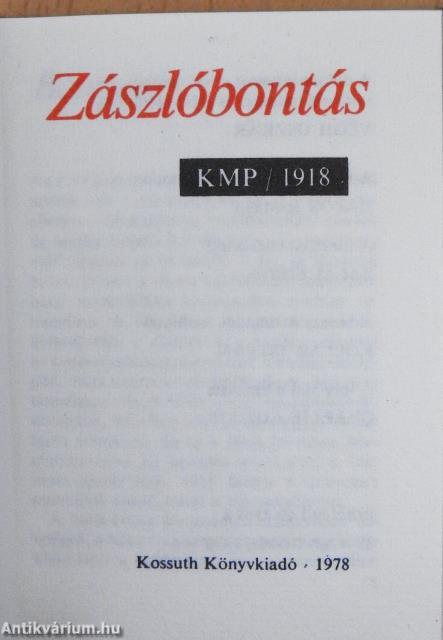 Zászlóbontás
KMP / 1918
Kossuth Könyvkiadó · 1978
Antikvárium.hu